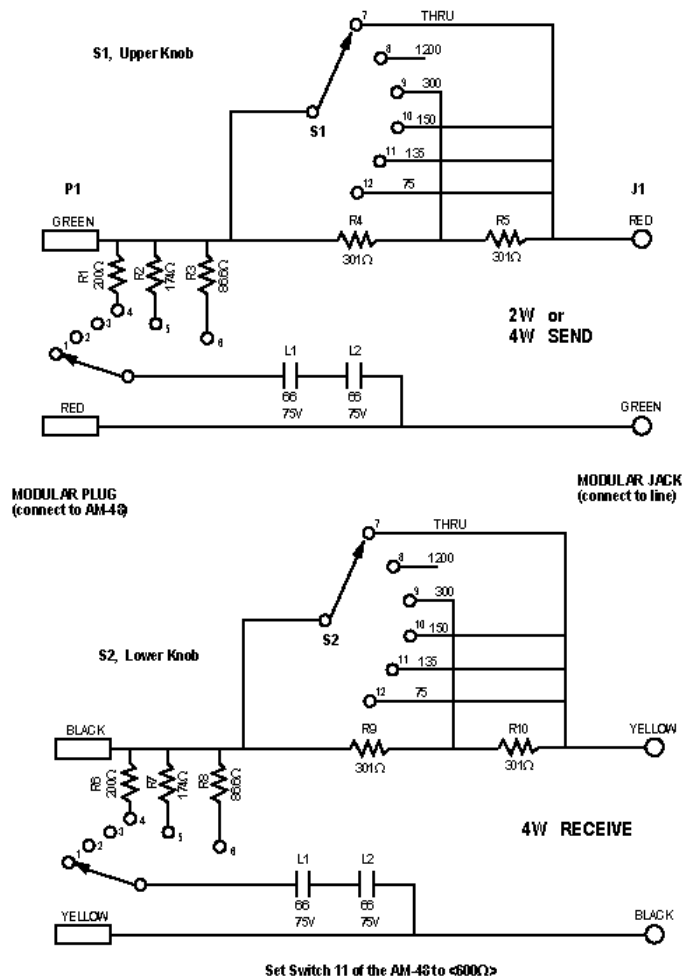 7 THRU
S1, Upper Knob
8 1200
9 300
S1
10 150
11 135
12 75
P1
J1
GREEN
R4
R5
RED
301Ω
301Ω
R1
200Ω
R2
174Ω
R3
86.6Ω
4
3
2
1
5
6
2W or
4W SEND
L1
L2
66
75V
66
75V
RED
GREEN
MODULAR PLUG
(connect to AM-48)
MODULAR JACK
(connect to line)
7 THRU
8 1200
9 300
S2
10 150
S2, Lower Knob
11 135
12 75
BLACK
R9
R10
YELLOW
301Ω
301Ω
R6
200Ω
R7
174Ω
R8
86.6Ω
4
3
2
1
5
6
4W RECEIVE
L1
L2
66
75V
66
75V
YELLOW
BLACK
Set Switch 11 of the AM-48 to <600Ω>